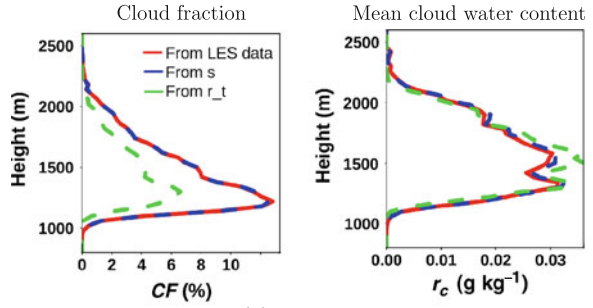 Cloud fraction
Mean cloud water content
2500
2000
1500
1000
Height (m)
From LES data
From s
From r_t
0 2 4 6 8 10
CF (%)
2500
2000
1500
1000
Height (m)
0.00 0.01 0.02 0.03
r_c (g kg⁻¹)